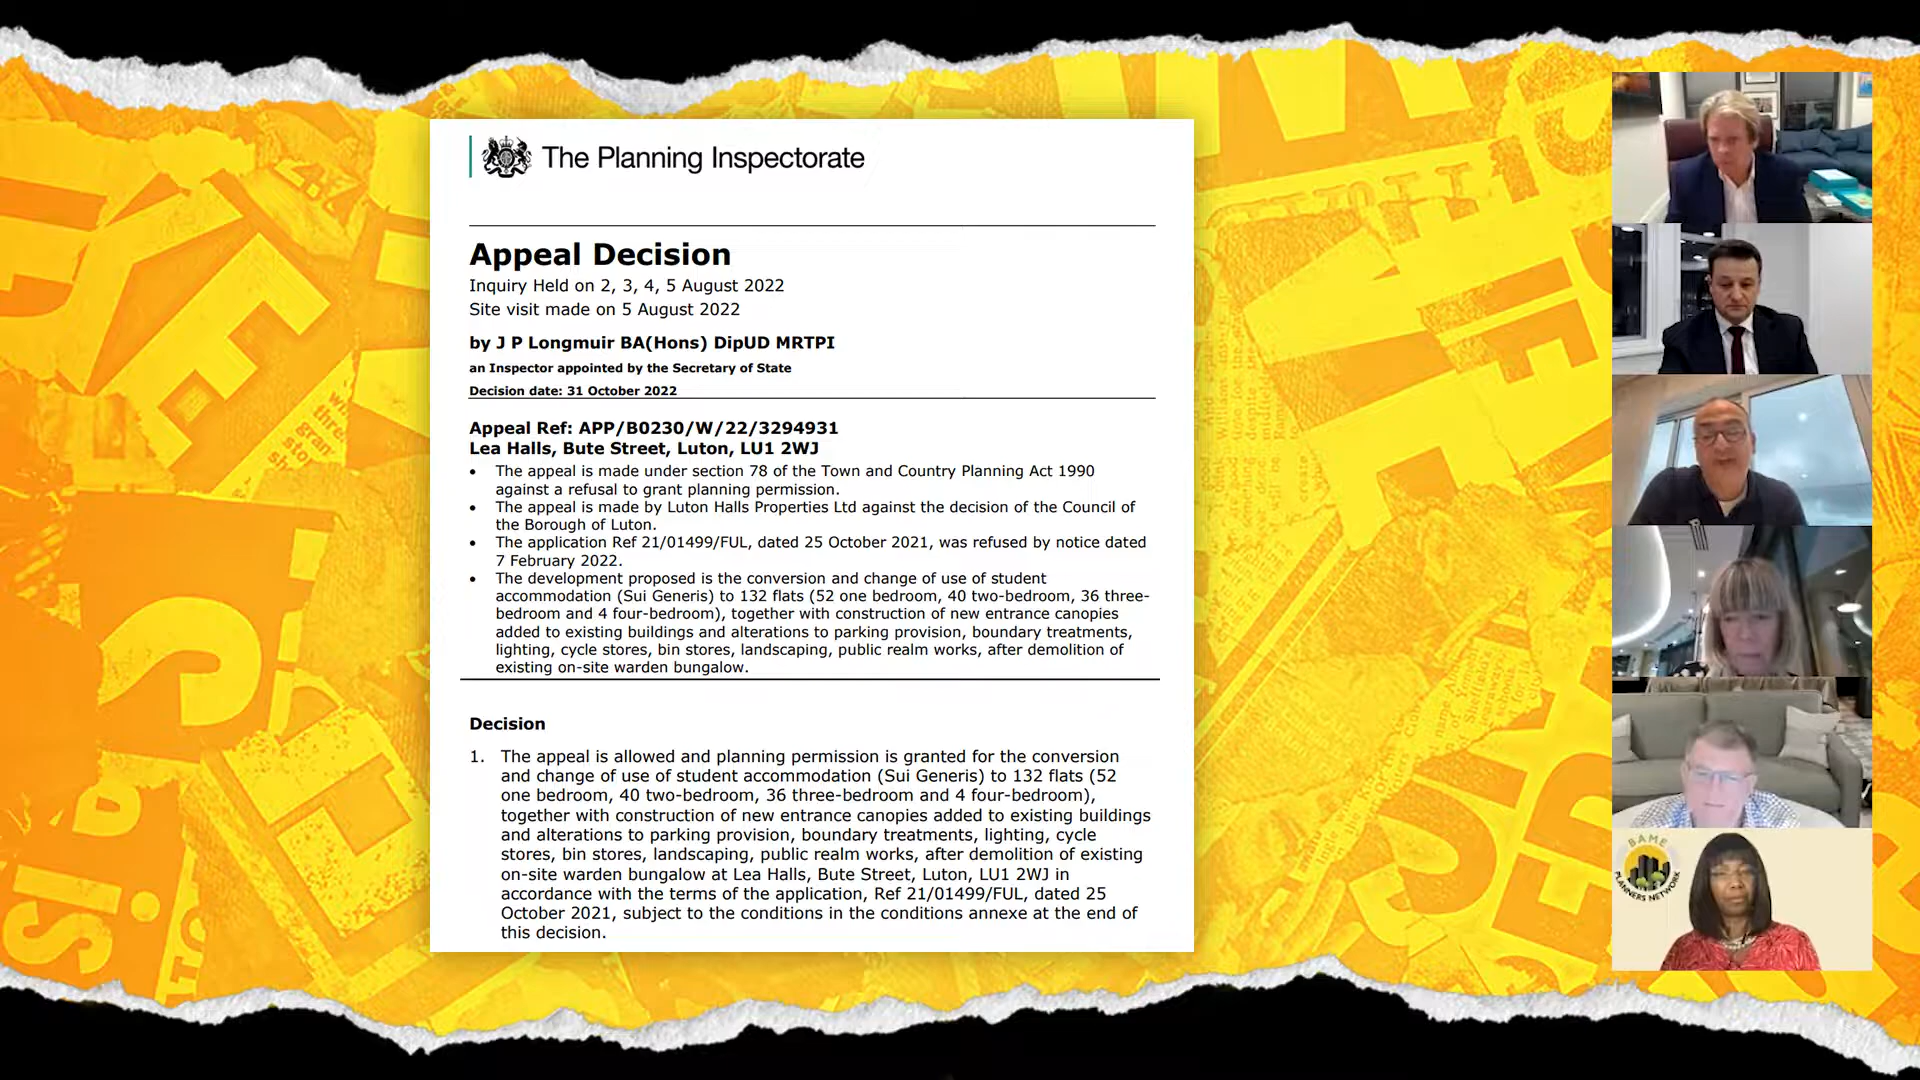 The Planning Inspectorate
Appeal Decision
Inquiry Held on 2, 3, 4, 5 August 2022
Site visit made on 5 August 2022
by J P Longmuir BA(Hons) DipUD MRTPI
an Inspector appointed by the Secretary of State
Decision date: 31 October 2022
Appeal Ref: APP/B0230/W/22/3294931
Lea Halls, Bute Street, Luton, LU1 2WJ
• The appeal is made under section 78 of the Town and Country Planning Act 1990
against a refusal to grant planning permission.
• The appeal is made by Luton Halls Properties Ltd against the decision of the Council of
the Borough of Luton.
• The application Ref 21/01499/FUL, dated 25 October 2021, was refused by notice dated
7 February 2022.
• The development proposed is the conversion and change of use of student
accommodation (Sui Generis) to 132 flats (52 one bedroom, 40 two-bedroom, 36 three-
bedroom and 4 four-bedroom), together with construction of new entrance canopies
added to existing buildings and alterations to parking provision, boundary treatments,
lighting, cycle stores, bin stores, landscaping, public realm works, after demolition of
existing on-site warden bungalow.
Decision
1. The appeal is allowed and planning permission is granted for the conversion
and change of use of student accommodation (Sui Generis) to 132 flats (52
one bedroom, 40 two-bedroom, 36 three-bedroom and 4 four-bedroom),
together with construction of new entrance canopies added to existing buildings
and alterations to parking provision, boundary treatments, lighting, cycle
stores, bin stores, landscaping, public realm works, after demolition of existing
on-site warden bungalow at Lea Halls, Bute Street, Luton, LU1 2WJ in
accordance with the terms of the application, Ref 21/01499/FUL, dated 25
October 2021, subject to the conditions in the conditions annexe at the end of
this decision.
BAME
PLANNERS NETWORK